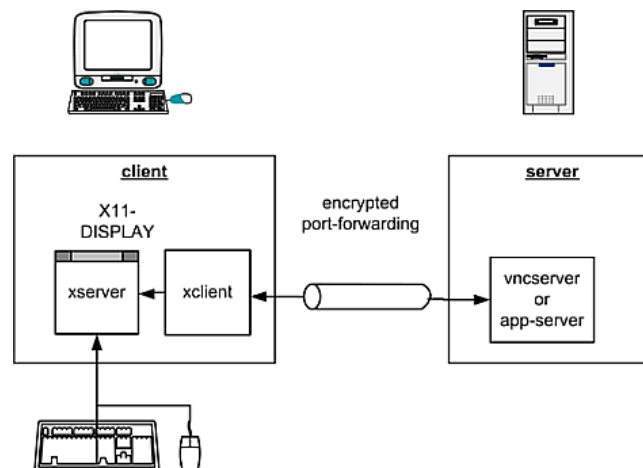 client
X11-
DISPLAY
xserver
xclient
encrypted
port-forwarding
server
vncserver
or
app-server